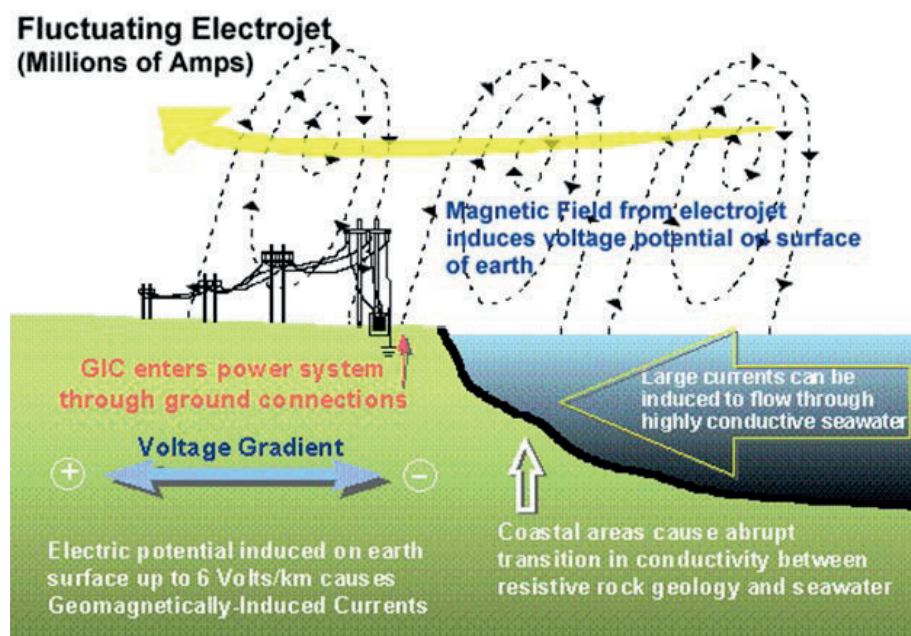 Fluctuating Electrojet
(Millions of Amps)
Magnetic Field from electrojet
induces voltage potential on surface
of earth
GIC enters power system
through ground connections
Large currents can be
induced to flow through
highly conductive seawater
Voltage Gradient
+
−
Electric potential induced on earth
surface up to 6 Volts/km causes
Geomagnetically-Induced Currents
Coastal areas cause abrupt
transition in conductivity between
resistive rock geology and seawater